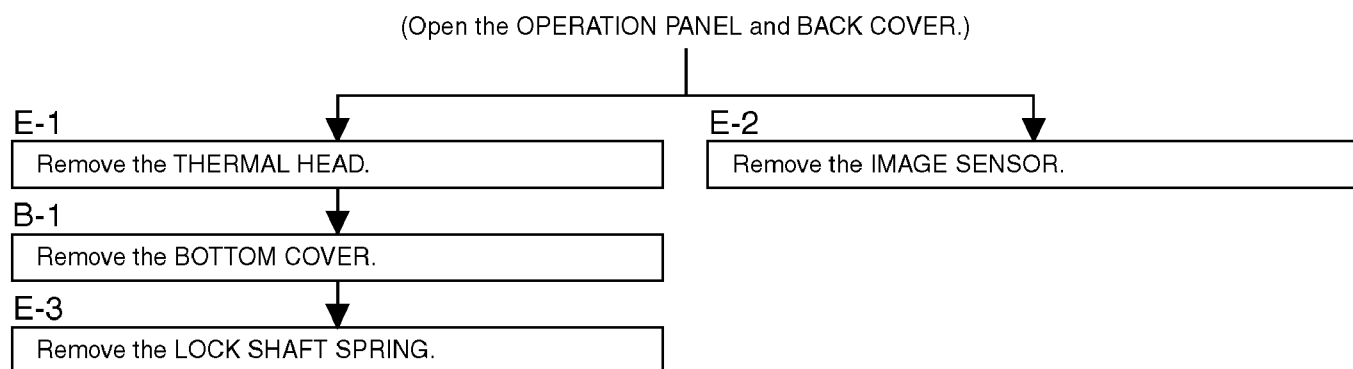 (Open the OPERATION PANEL and BACK COVER.)
E-1
Remove the THERMAL HEAD.
B-1
Remove the BOTTOM COVER.
E-3
Remove the LOCK SHAFT SPRING.
E-2
Remove the IMAGE SENSOR.